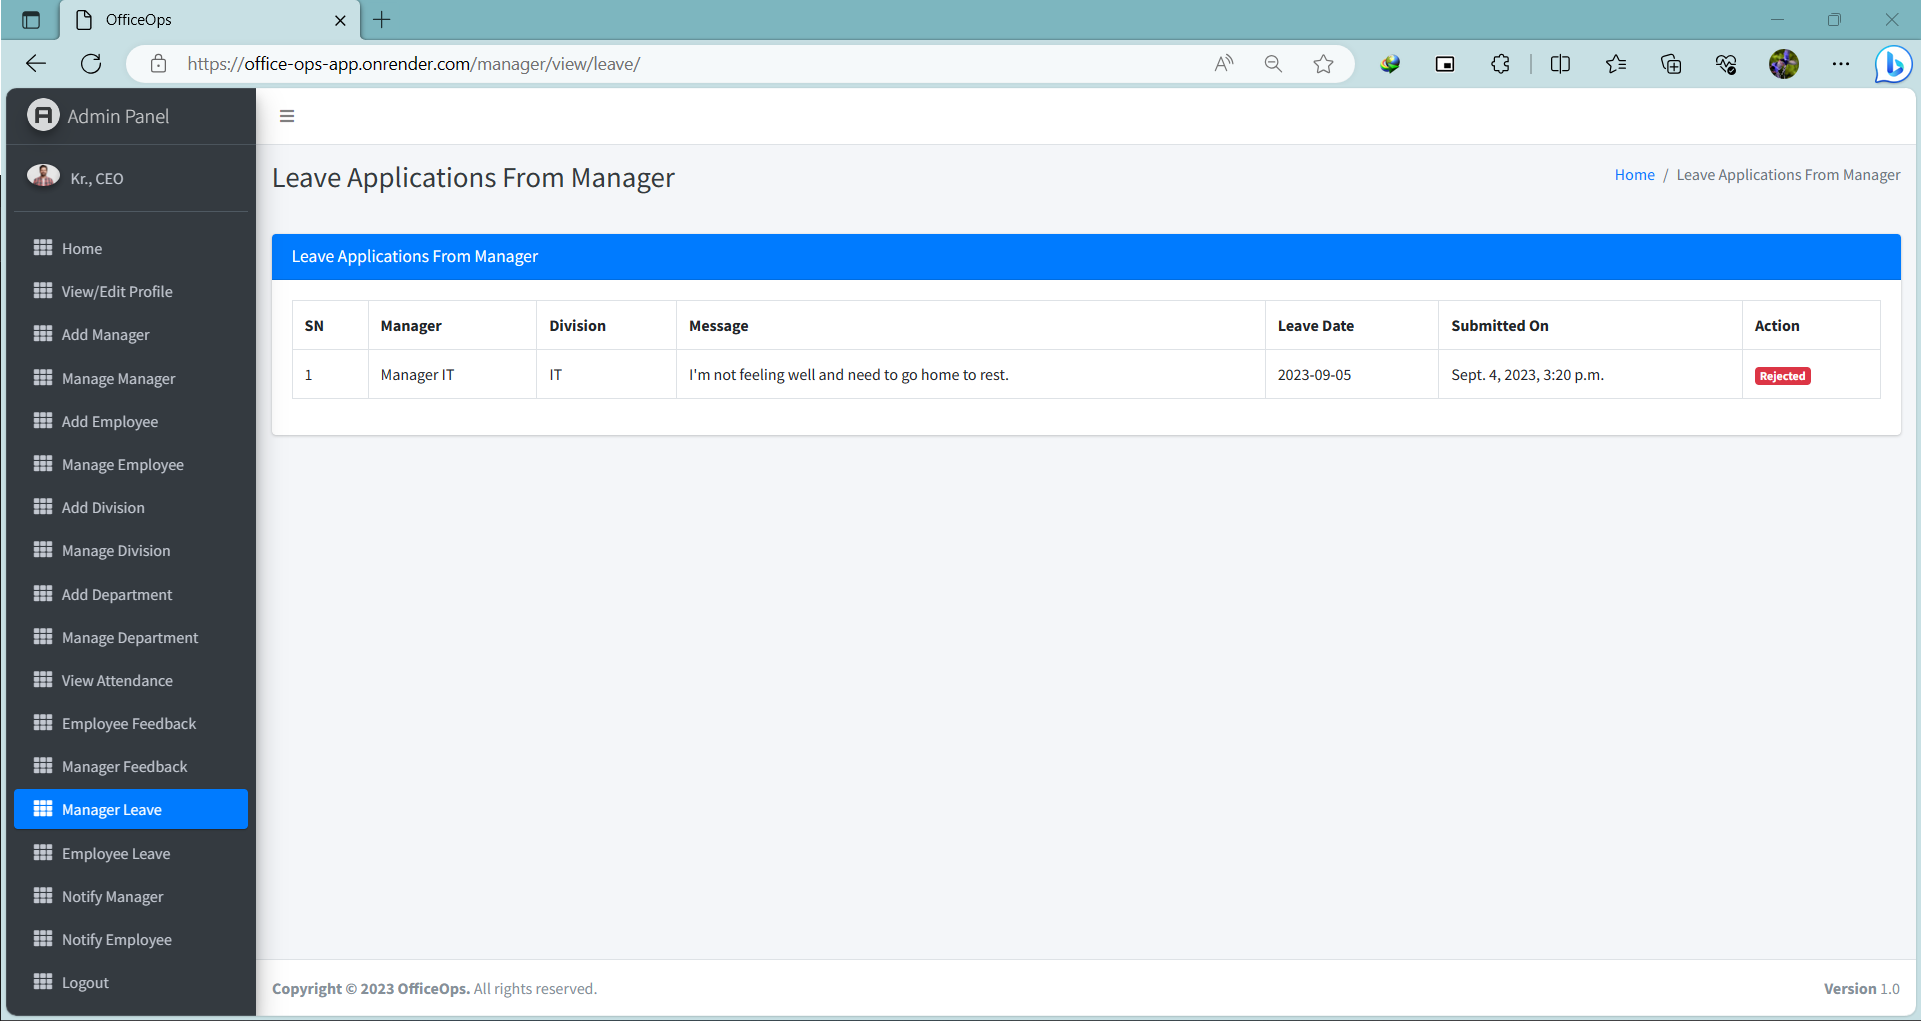 OfficeOps
https://office-ops-app.onrender.com/manager/view/leave/
Admin Panel
Kr., CEO
Home
View/Edit Profile
Add Manager
Manage Manager
Add Employee
Manage Employee
Add Division
Manage Division
Add Department
Manage Department
View Attendance
Employee Feedback
Manager Feedback
Manager Leave
Employee Leave
Notify Manager
Notify Employee
Logout
Leave Applications From Manager
Home / Leave Applications From Manager
Leave Applications From Manager
SN Manager Division Message Leave Date Submitted On Action
1 Manager IT IT I'm not feeling well and need to go home to rest. 2023-09-05 Sept. 4, 2023, 3:20 p.m. Rejected
Copyright © 2023 OfficeOps. All rights reserved.
Version 1.0